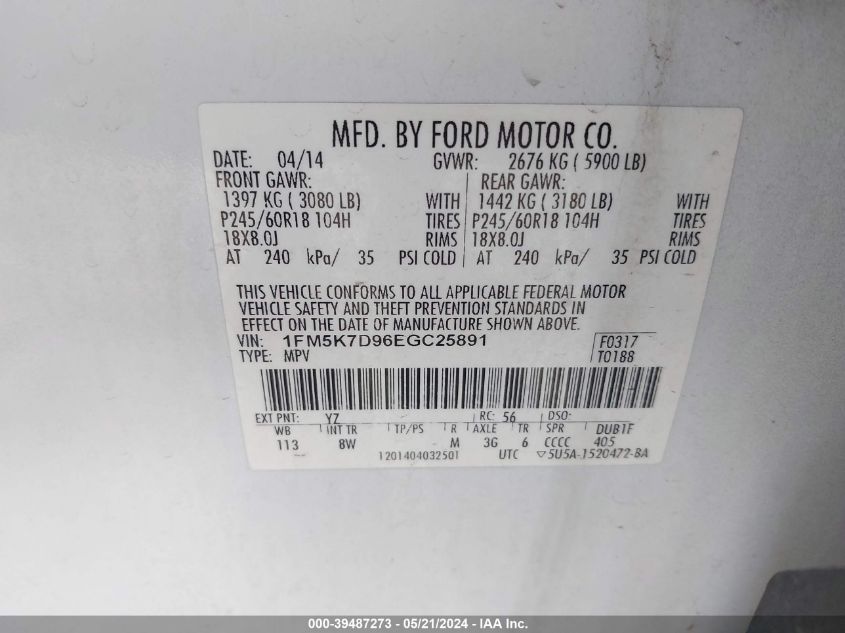 MFD. BY FORD MOTOR CO.
DATE: 04/14 GVWR: 2676 KG ( 5900 LB)
FRONT GAWR: REAR GAWR:
1397 KG ( 3080 LB) WITH 1442 KG ( 3180 LB) WITH
P245/60R18 104H TIRES P245/60R18 104H TIRES
18X8.0J RIMS 18X8.0J RIMS
AT 240 kPa/ 35 PSI COLD AT 240 kPa/ 35 PSI COLD
THIS VEHICLE CONFORMS TO ALL APPLICABLE FEDERAL MOTOR
VEHICLE SAFETY AND THEFT PREVENTION STANDARDS IN
EFFECT ON THE DATE OF MANUFACTURE SHOWN ABOVE.
VIN: 1FM5K7D96EGC25891 F0317
TYPE: MPV T0188
EXT PNT: YZ RC: 56 DSO:
WB INT TR TP/PS R AXLE TR SPR DUB1F
113 8W M 3G 6 CCCC 405
1201404032501 UTC ▽5U5A-1520472-BA
000-39487273 - 05/21/2024 - IAA Inc.